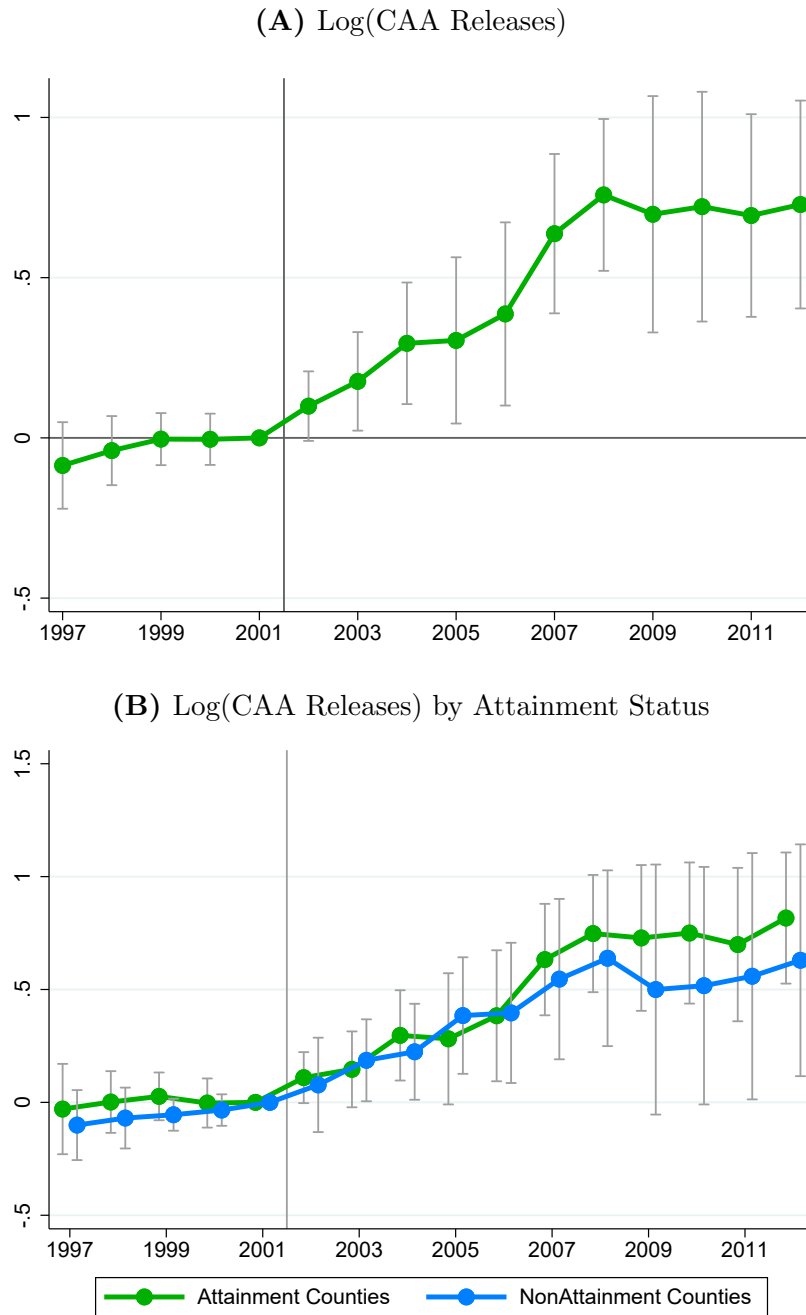 (A) Log(CAA Releases)
1
.5
0
-.5
1997 1999 2001 2003 2005 2007 2009 2011
(B) Log(CAA Releases) by Attainment Status
1.5
1
.5
0
-.5
1997 1999 2001 2003 2005 2007 2009 2011
Attainment Counties NonAttainment Counties